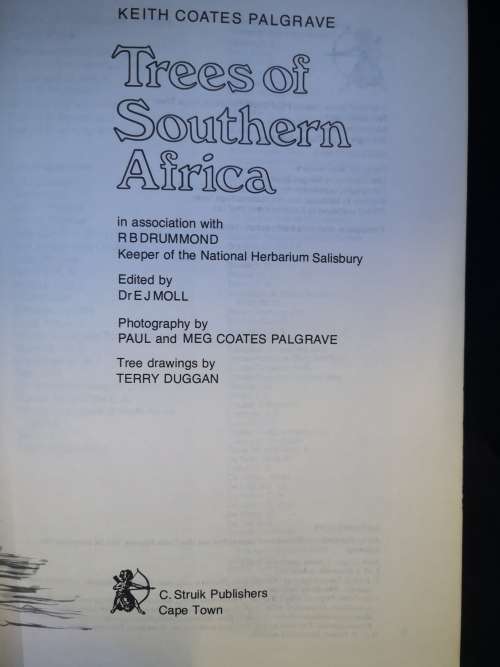 KEITH COATES PALGRAVE
Trees of
Southern
Africa
in association with
R B DRUMMOND
Keeper of the National Herbarium Salisbury
Edited by
Dr E J MOLL
Photography by
PAUL and MEG COATES PALGRAVE
Tree drawings by
TERRY DUGGAN
C. Struik Publishers
Cape Town